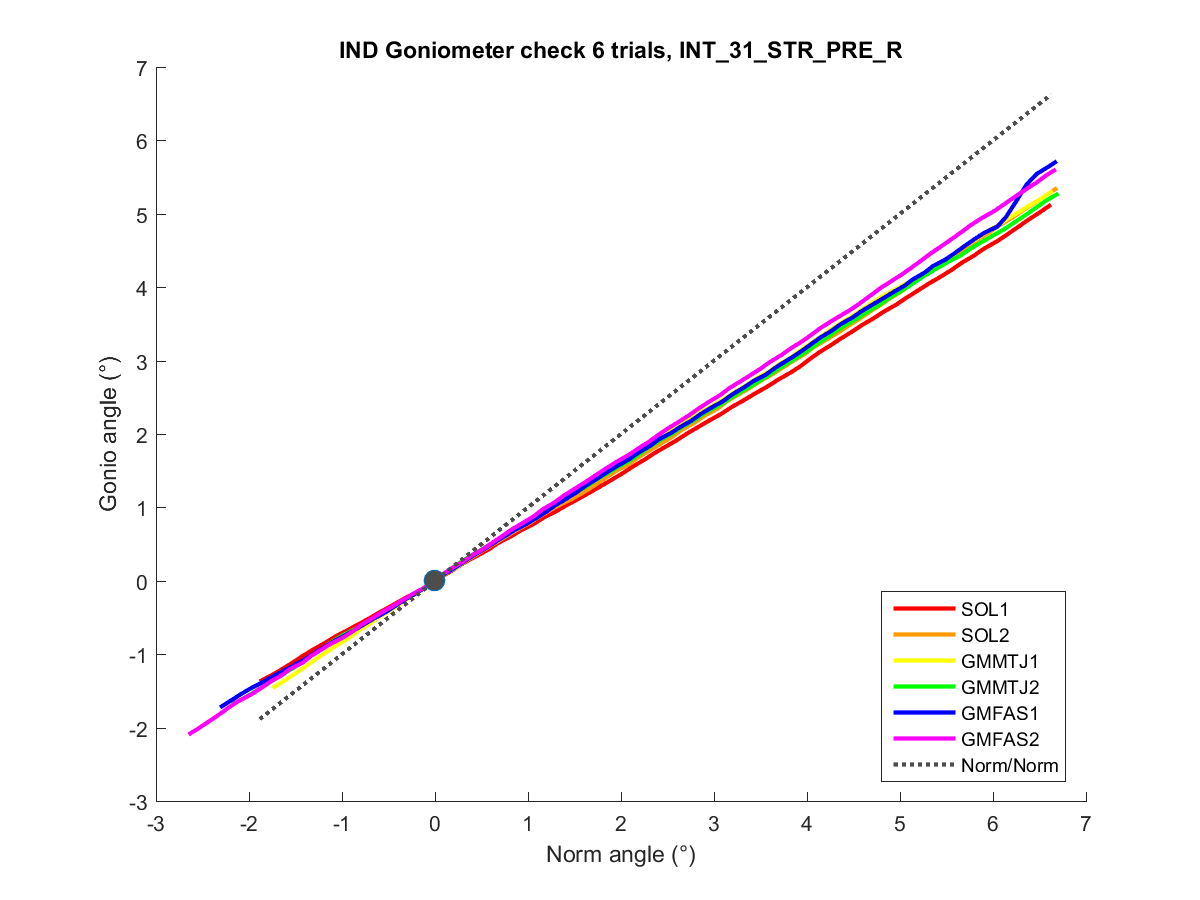 IND Goniometer check 6 trials, INT_31_STR_PRE_R
7
6
5
4
3
2
1
0
-1
-2
-3
Gonio angle (°)
-3 -2 -1 0 1 2 3 4 5 6 7
Norm angle (°)
SOL1
SOL2
GMMTJ1
GMMTJ2
GMFAS1
GMFAS2
Norm/Norm